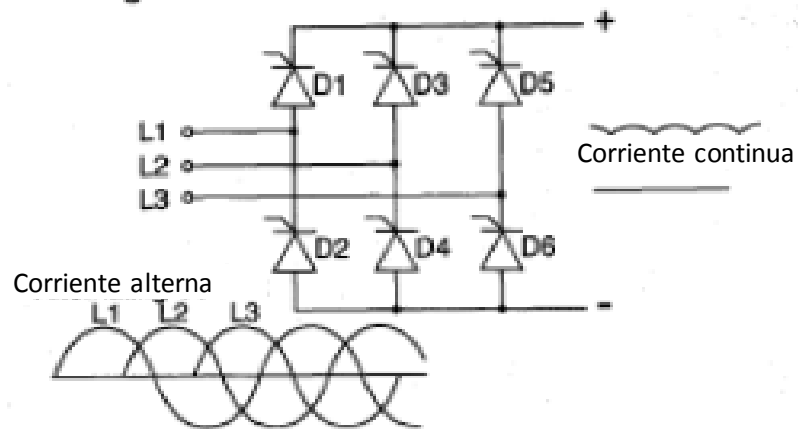 +
D1 D3 D5
L1
L2
L3
Corriente continua
D2 D4 D6
Corriente alterna
L1 L2 L3
-